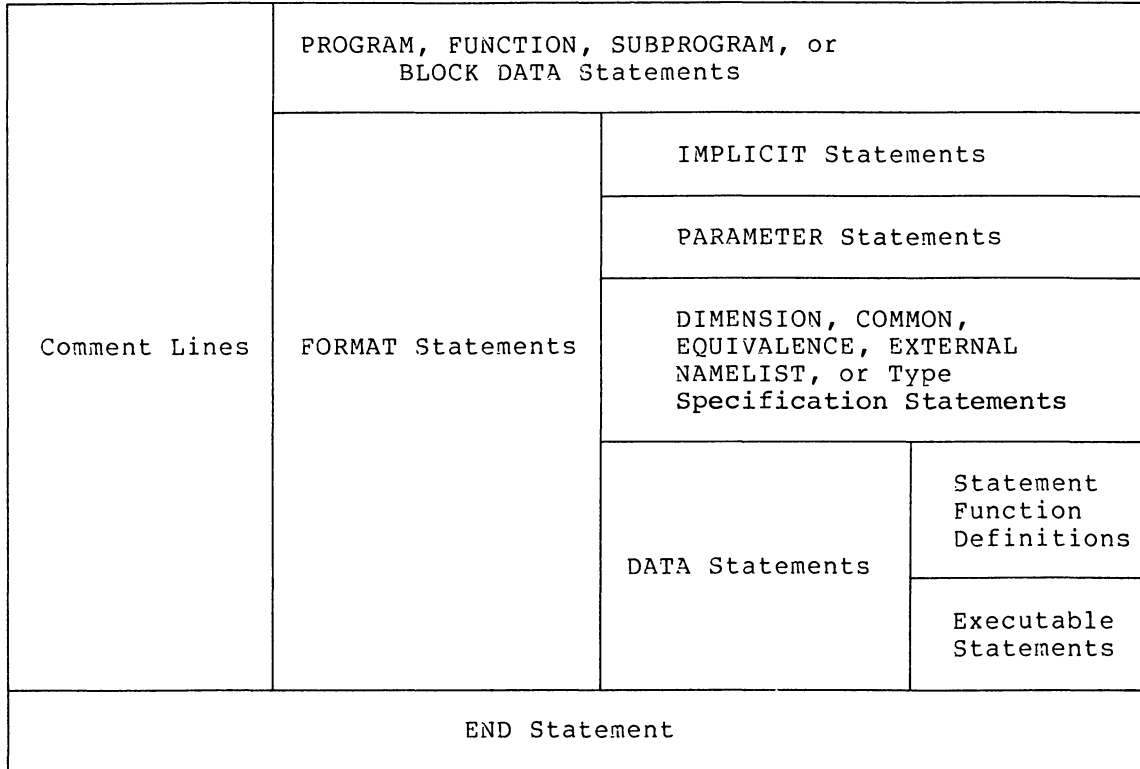 PROGRAM, FUNCTION, SUBPROGRAM, or
BLOCK DATA Statements
IMPLICIT Statements
PARAMETER Statements
Comment Lines
FORMAT Statements
DIMENSION, COMMON,
EQUIVALENCE, EXTERNAL
NAMELIST, or Type
Specification Statements
DATA Statements
Statement
Function
Definitions
Executable
Statements
END Statement